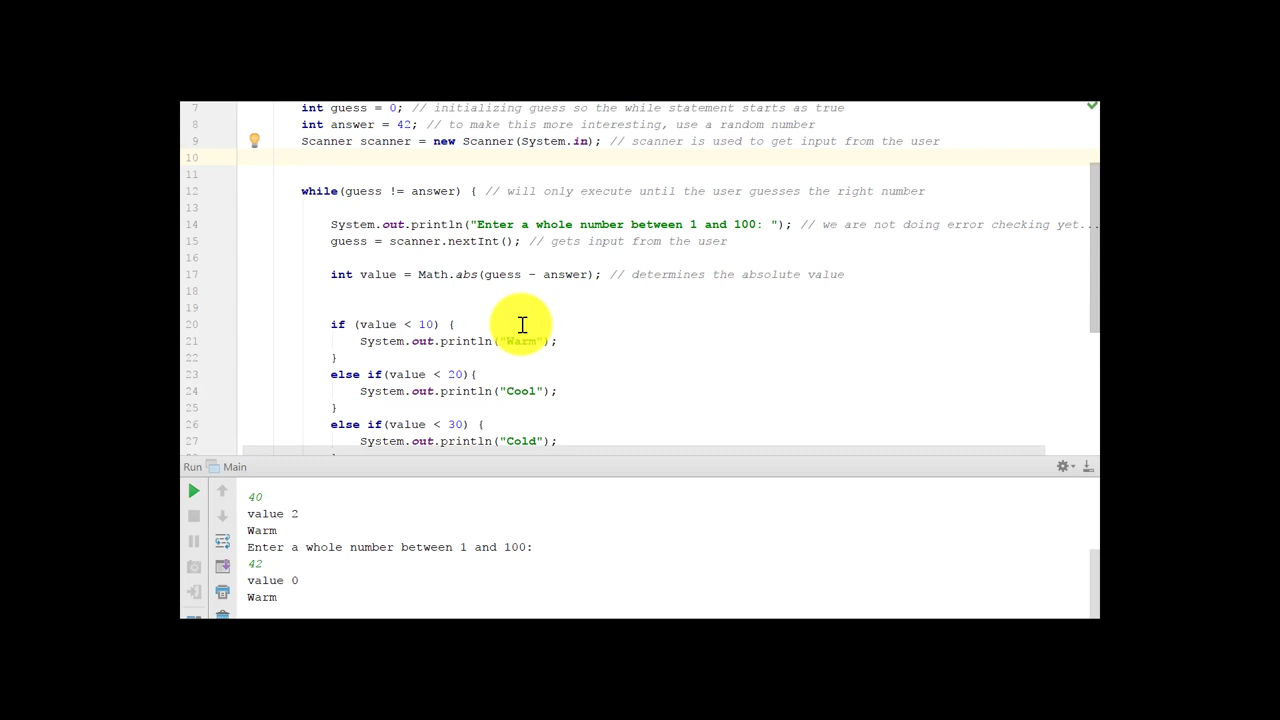 7 int guess = 0; // initializing guess so the while statement starts as true
8 int answer = 42; // to make this more interesting, use a random number
9 Scanner scanner = new Scanner(System.in); // scanner is used to get input from the user
10
11
12 while(guess != answer) { // will only execute until the user guesses the right number
13
14 System.out.println("Enter a whole number between 1 and 100: "); // we are not doing error checking yet...
15 guess = scanner.nextInt(); // gets input from the user
16
17 int value = Math.abs(guess - answer); // determines the absolute value
18
19
20 if (value < 10) {
21 System.out.println("Warm");
22 }
23 else if(value < 20){
24 System.out.println("Cool");
25 }
26 else if(value < 30) {
27 System.out.println("Cold");
Run Main
40
value 2
Warm
Enter a whole number between 1 and 100:
42
value 0
Warm